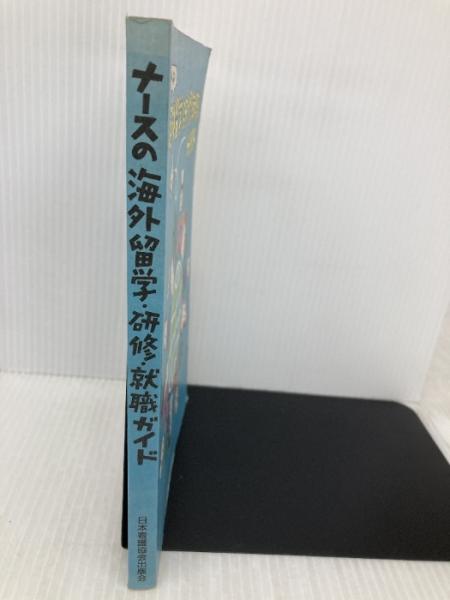 ナースの海外留学・研修・就職ガイド
日本看護協会出版会